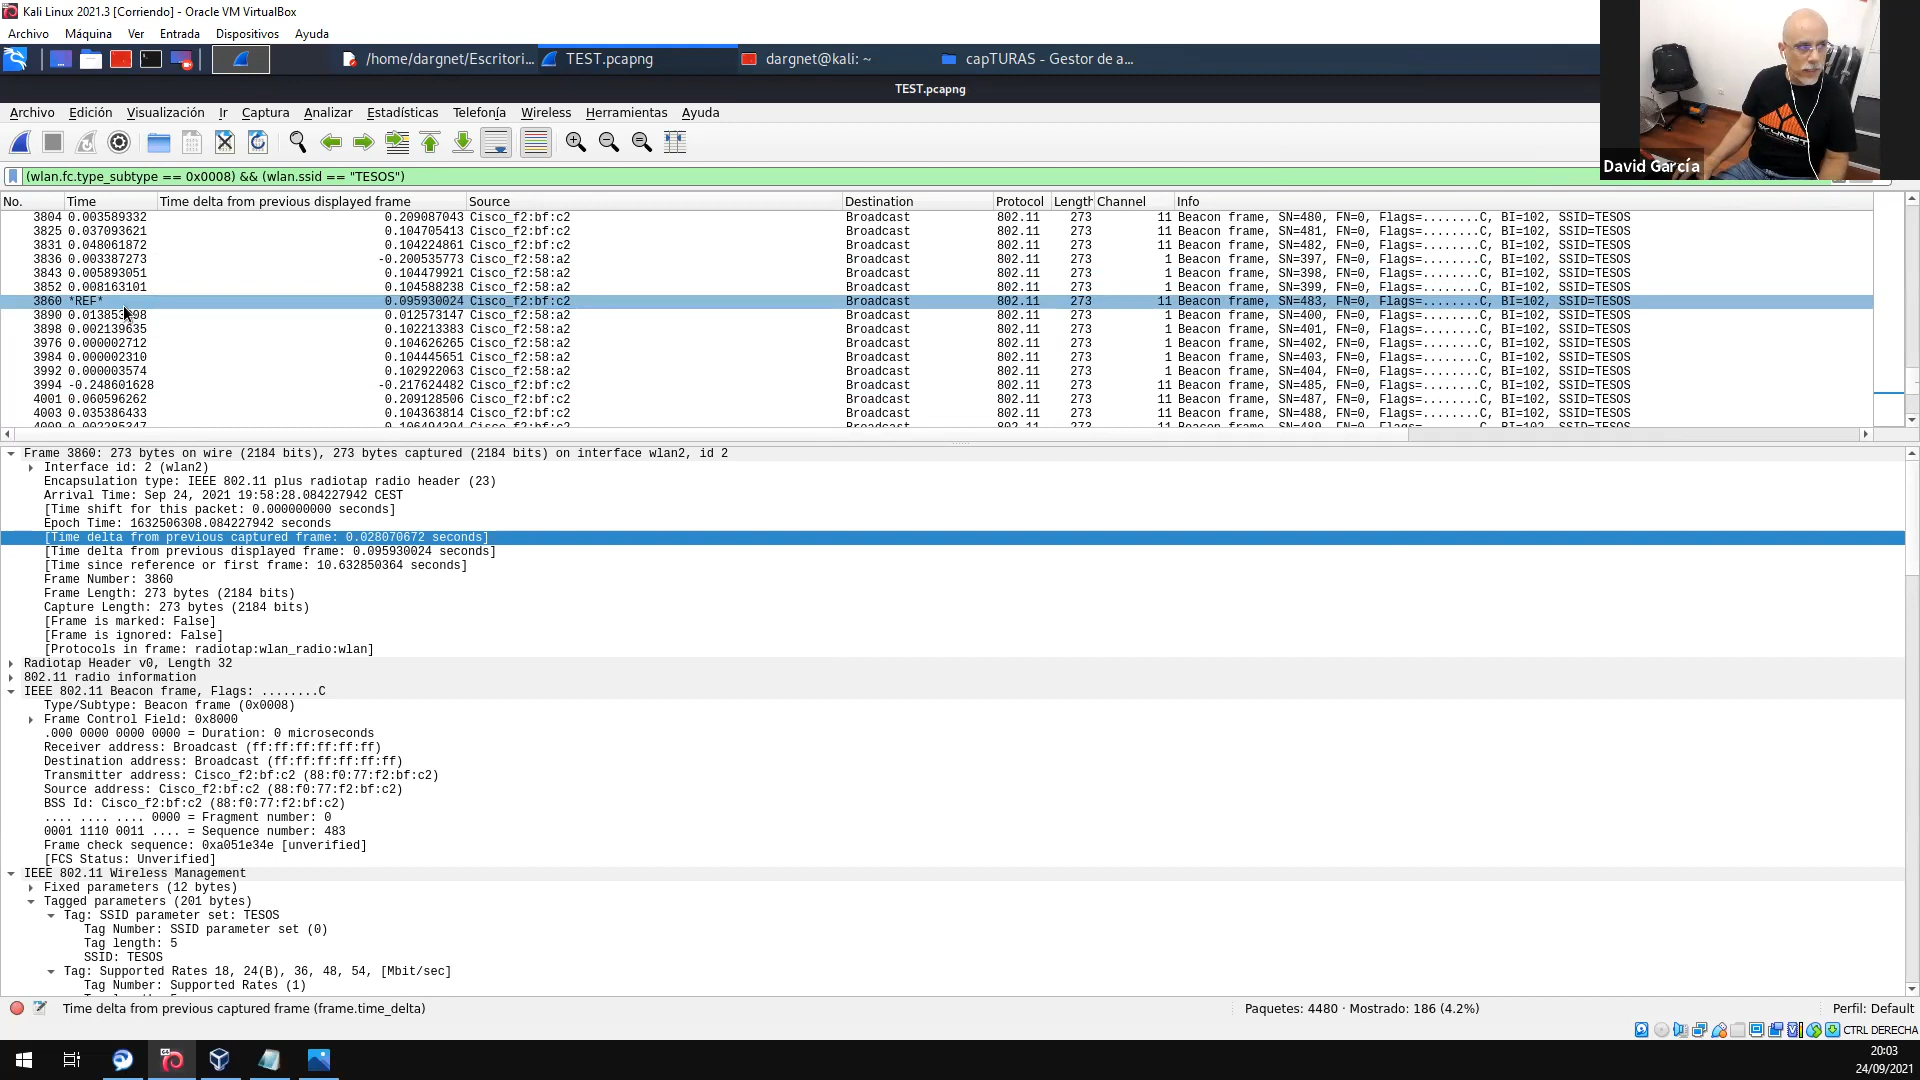 Kali Linux 2021.3 [Corriendo] - Oracle VM VirtualBox
Archivo Máquina Ver Entrada Dispositivos Ayuda
/home/dargnet/Escritori... TEST.pcapng dargnet@kali: ~ capTURAS - Gestor de a...
TEST.pcapng
Archivo Edición Visualización Ir Captura Analizar Estadísticas Telefonía Wireless Herramientas Ayuda
David García
(wlan.fc.type_subtype == 0x0008) && (wlan.ssid == "TESOS")
No. Time Time delta from previous displayed frame Source Destination Protocol Length Channel Info
3804 0.003589332 0.209087043 Cisco_f2:bf:c2 Broadcast 802.11 273 11 Beacon frame, SN=480, FN=0, Flags=........C, BI=102, SSID=TESOS
3825 0.037093621 0.104705413 Cisco_f2:bf:c2 Broadcast 802.11 273 11 Beacon frame, SN=481, FN=0, Flags=........C, BI=102, SSID=TESOS
3831 0.048061872 0.104224861 Cisco_f2:bf:c2 Broadcast 802.11 273 11 Beacon frame, SN=482, FN=0, Flags=........C, BI=102, SSID=TESOS
3836 0.003387273 -0.200535773 Cisco_f2:58:a2 Broadcast 802.11 273 1 Beacon frame, SN=397, FN=0, Flags=........C, BI=102, SSID=TESOS
3843 0.005893051 0.104479921 Cisco_f2:58:a2 Broadcast 802.11 273 1 Beacon frame, SN=398, FN=0, Flags=........C, BI=102, SSID=TESOS
3852 0.008163101 0.104588238 Cisco_f2:58:a2 Broadcast 802.11 273 1 Beacon frame, SN=399, FN=0, Flags=........C, BI=102, SSID=TESOS
3860 *REF* 0.095930024 Cisco_f2:bf:c2 Broadcast 802.11 273 11 Beacon frame, SN=483, FN=0, Flags=........C, BI=102, SSID=TESOS
3890 0.012573147 Cisco_f2:58:a2 Broadcast 802.11 273 1 Beacon frame, SN=400, FN=0, Flags=........C, BI=102, SSID=TESOS
3898 0.002139635 0.102213383 Cisco_f2:58:a2 Broadcast 802.11 273 1 Beacon frame, SN=401, FN=0, Flags=........C, BI=102, SSID=TESOS
3976 0.000002712 0.104626265 Cisco_f2:58:a2 Broadcast 802.11 273 1 Beacon frame, SN=402, FN=0, Flags=........C, BI=102, SSID=TESOS
3984 0.000002310 0.104445651 Cisco_f2:58:a2 Broadcast 802.11 273 1 Beacon frame, SN=403, FN=0, Flags=........C, BI=102, SSID=TESOS
3992 0.000003574 0.102922063 Cisco_f2:58:a2 Broadcast 802.11 273 1 Beacon frame, SN=404, FN=0, Flags=........C, BI=102, SSID=TESOS
3994 -0.248601628 -0.217624482 Cisco_f2:bf:c2 Broadcast 802.11 273 11 Beacon frame, SN=485, FN=0, Flags=........C, BI=102, SSID=TESOS
4001 0.060596262 0.209128506 Cisco_f2:bf:c2 Broadcast 802.11 273 11 Beacon frame, SN=487, FN=0, Flags=........C, BI=102, SSID=TESOS
4003 0.035386433 0.104363814 Cisco_f2:bf:c2 Broadcast 802.11 273 11 Beacon frame, SN=488, FN=0, Flags=........C, BI=102, SSID=TESOS
4009 0.002285347 0.106494394 Cisco_f2:bf:c2 Broadcast 802.11 273 11 Beacon frame, SN=489, FN=0, Flags=........C, BI=102, SSID=TESOS
Frame 3860: 273 bytes on wire (2184 bits), 273 bytes captured (2184 bits) on interface wlan2, id 2
Interface id: 2 (wlan2)
Encapsulation type: IEEE 802.11 plus radiotap radio header (23)
Arrival Time: Sep 24, 2021 19:58:28.084227942 CEST
[Time shift for this packet: 0.000000000 seconds]
Epoch Time: 1632506308.084227942 seconds
[Time delta from previous captured frame: 0.028070672 seconds]
[Time delta from previous displayed frame: 0.095930024 seconds]
[Time since reference or first frame: 10.632850364 seconds]
Frame Number: 3860
Frame Length: 273 bytes (2184 bits)
Capture Length: 273 bytes (2184 bits)
[Frame is marked: False]
[Frame is ignored: False]
[Protocols in frame: radiotap:wlan_radio:wlan]
Radiotap Header v0, Length 32
802.11 radio information
IEEE 802.11 Beacon frame, Flags: ........C
Type/Subtype: Beacon frame (0x0008)
Frame Control Field: 0x8000
.000 0000 0000 0000 = Duration: 0 microseconds
Receiver address: Broadcast (ff:ff:ff:ff:ff:ff)
Destination address: Broadcast (ff:ff:ff:ff:ff:ff)
Transmitter address: Cisco_f2:bf:c2 (88:f0:77:f2:bf:c2)
Source address: Cisco_f2:bf:c2 (88:f0:77:f2:bf:c2)
BSS Id: Cisco_f2:bf:c2 (88:f0:77:f2:bf:c2)
.... .... .... 0000 = Fragment number: 0
0001 1110 0011 .... = Sequence number: 483
Frame check sequence: 0xa051e34e [unverified]
[FCS Status: Unverified]
IEEE 802.11 Wireless Management
Fixed parameters (12 bytes)
Tagged parameters (201 bytes)
Tag: SSID parameter set: TESOS
Tag Number: SSID parameter set (0)
Tag length: 5
SSID: TESOS
Tag: Supported Rates 18, 24(B), 36, 48, 54, [Mbit/sec]
Tag Number: Supported Rates (1)
Time delta from previous captured frame (frame.time_delta) Paquetes: 4480 · Mostrado: 186 (4.2%) Perfil: Default
CTRL DERECHA
20:03
24/09/2021